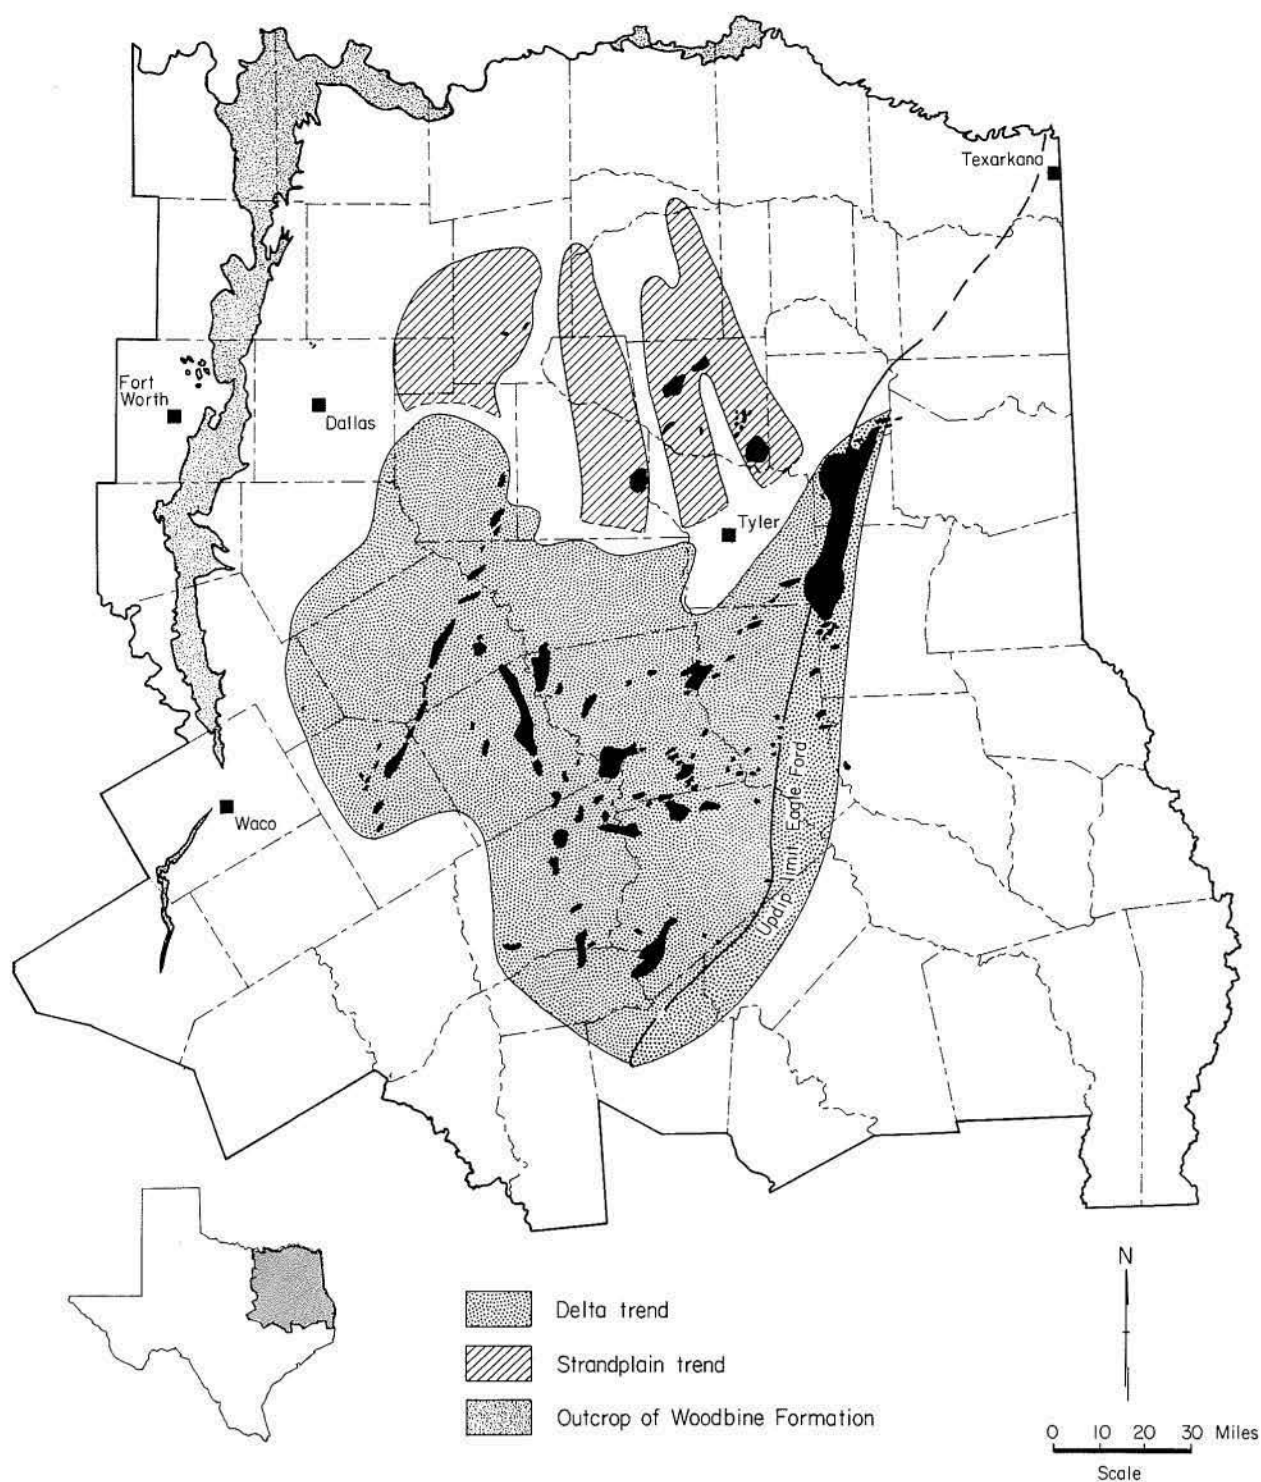 Texarkana
Fort
Worth
Dallas
Tyler
Waco
Updip limit Eagle Ford
Delta trend
Strandplain trend
Outcrop of Woodbine Formation
N
0 10 20 30 Miles
Scale